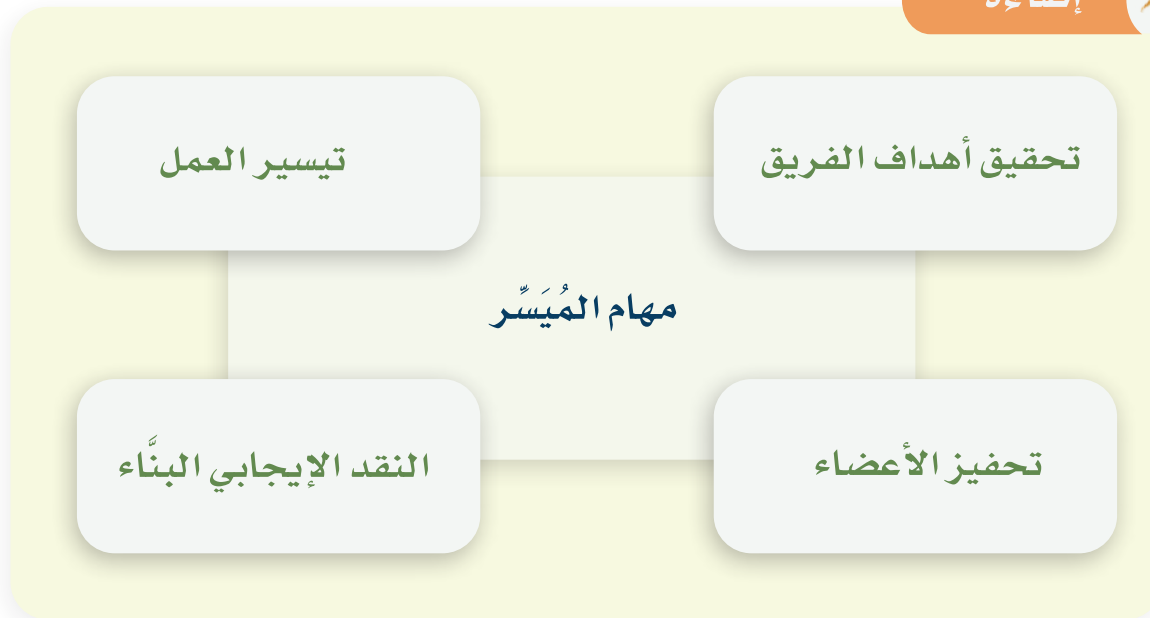 تحقيق أهداف الفريق
تيسير العمل
مهام المُيَسِّر
تحفيز الأعضاء
النقد الإيجابي البنَّاء